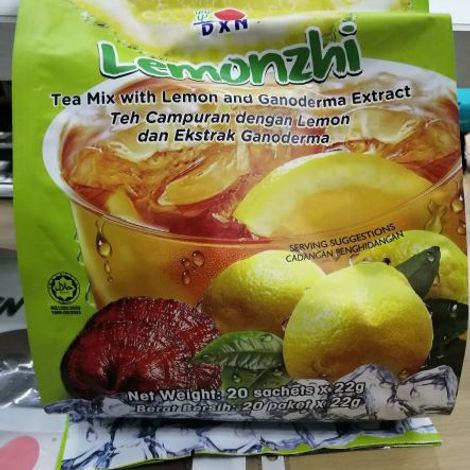 DXN
Lemonzhi
Tea Mix with Lemon and Ganoderma Extract
Teh Campuran dengan Lemon
dan Ekstrak Ganoderma
SERVING SUGGESTIONS
CADANGAN PENGHIDANGAN
Net Weight: 20 sachets x 22g
Berat Bersih: 20 paket x 22g